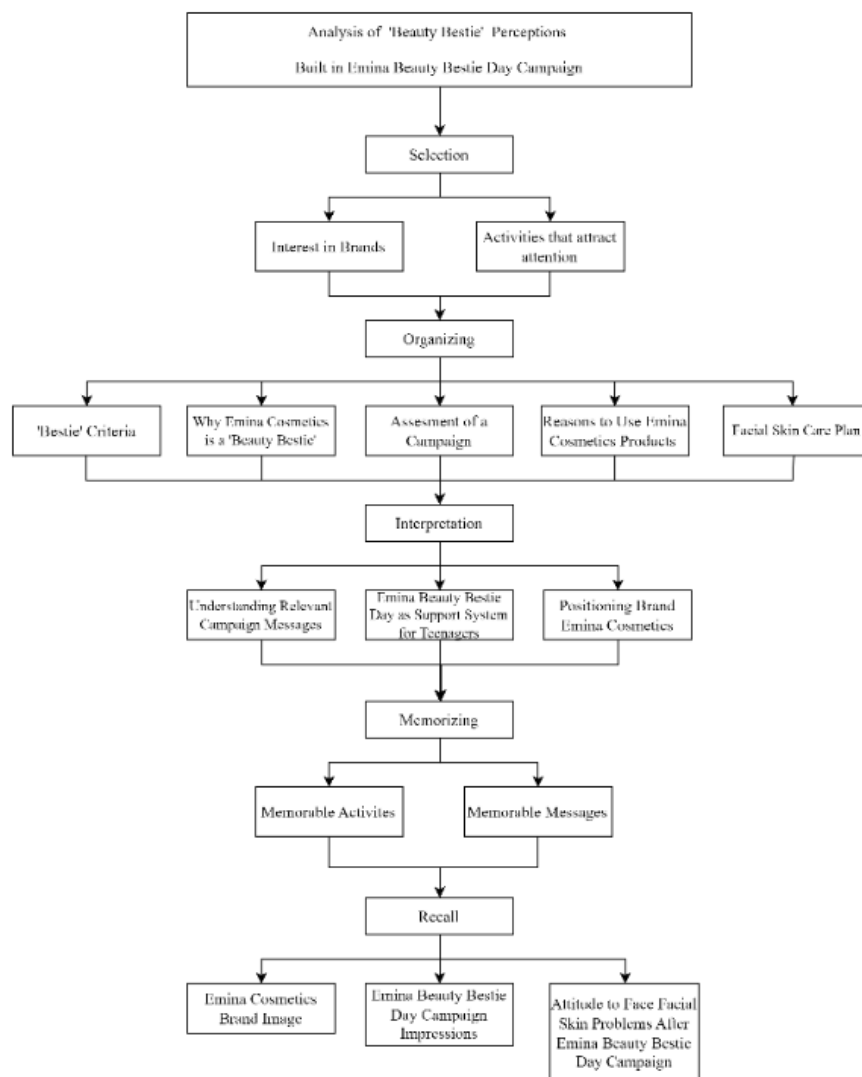 Analysis of 'Beauty Bestie' Perceptions
Built in Emina Beauty Bestie Day Campaign
Selection
Interest in Brands
Activities that attract
attention
Organizing
'Bestie' Criteria
Why Emina Cosmetics
is a 'Beauty Bestie'
Assesment of a
Campaign
Reasons to Use Emina
Cosmetics Products
Facial Skin Care Plan
Interpretation
Understanding Relevant
Campaign Messages
Emina Beauty Bestie
Day as Support System
for Teenagers
Positioning Brand
Emina Cosmetics
Memorizing
Memorable Activites
Memorable Messages
Recall
Emina Cosmetics
Brand Image
Emina Beauty Bestie
Day Campaign
Impressions
Attitude to Face Facial
Skin Problems After
Emina Beauty Bestie
Day Campaign